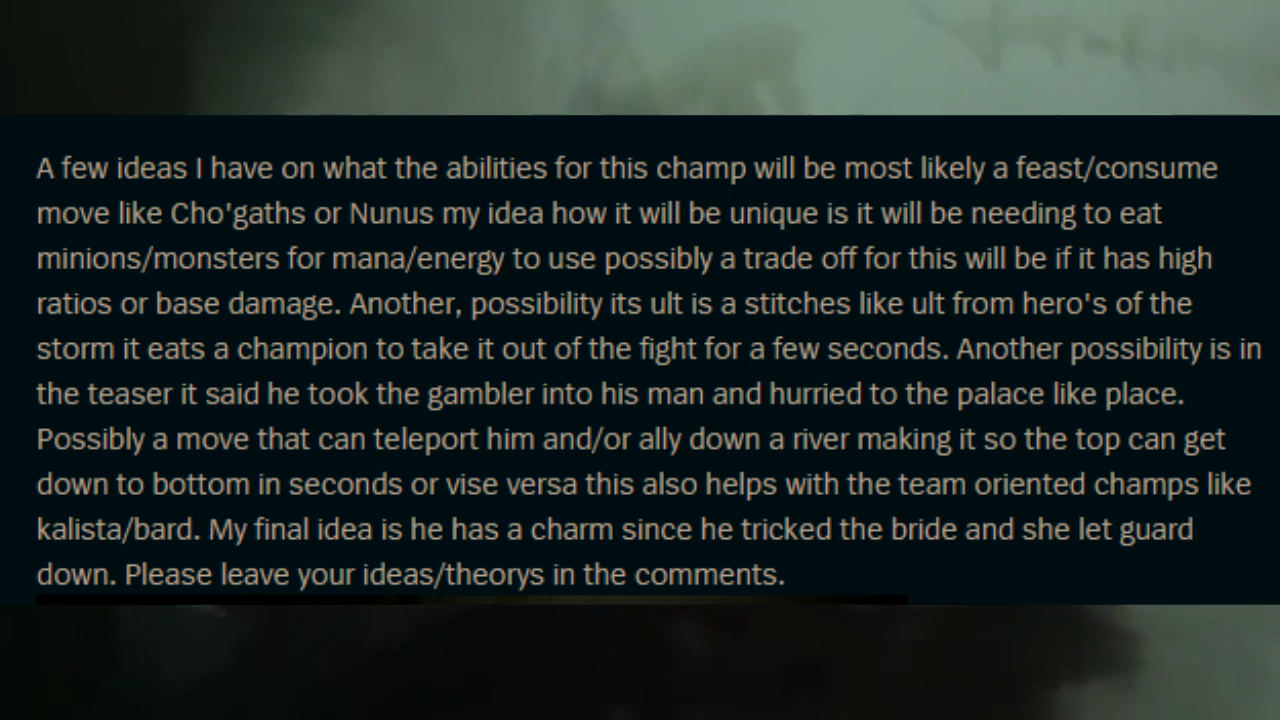 A few ideas I have on what the abilities for this champ will be most likely a feast/consume
move like Cho'gaths or Nunus my idea how it will be unique is it will be needing to eat
minions/monsters for mana/energy to use possibly a trade off for this will be if it has high
ratios or base damage. Another, possibility its ult is a stitches like ult from hero's of the
storm it eats a champion to take it out of the fight for a few seconds. Another possibility is in
the teaser it said he took the gambler into his man and hurried to the palace like place.
Possibly a move that can teleport him and/or ally down a river making it so the top can get
down to bottom in seconds or vise versa this also helps with the team oriented champs like
kalista/bard. My final idea is he has a charm since he tricked the bride and she let guard
down. Please leave your ideas/theorys in the comments.